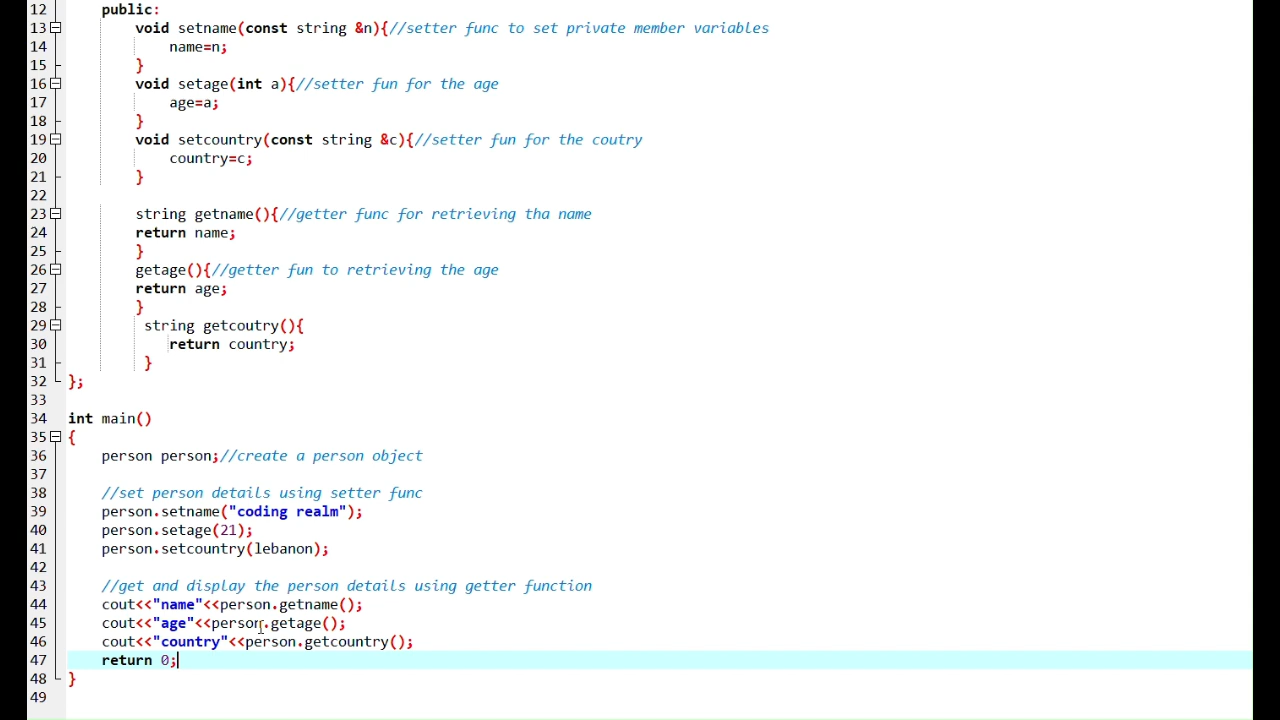 12 public:
13 void setname(const string &n){//setter func to set private member variables
14 name=n;
15 }
16 void setage(int a){//setter fun for the age
17 age=a;
18 }
19 void setcountry(const string &c){//setter fun for the coutry
20 country=c;
21 }
22
23 string getname(){//getter func for retrieving tha name
24 return name;
25 }
26 getage(){//getter fun to retrieving the age
27 return age;
28 }
29 string getcoutry(){
30 return country;
31 }
32 };
33
34 int main()
35 {
36 person person;//create a person object
37
38 //set person details using setter func
39 person.setname("coding realm");
40 person.setage(21);
41 person.setcountry(lebanon);
42
43 //get and display the person details using getter function
44 cout<<"name"<<person.getname();
45 cout<<"age"<<person.getage();
46 cout<<"country"<<person.getcountry();
47 return 0;
48 }
49